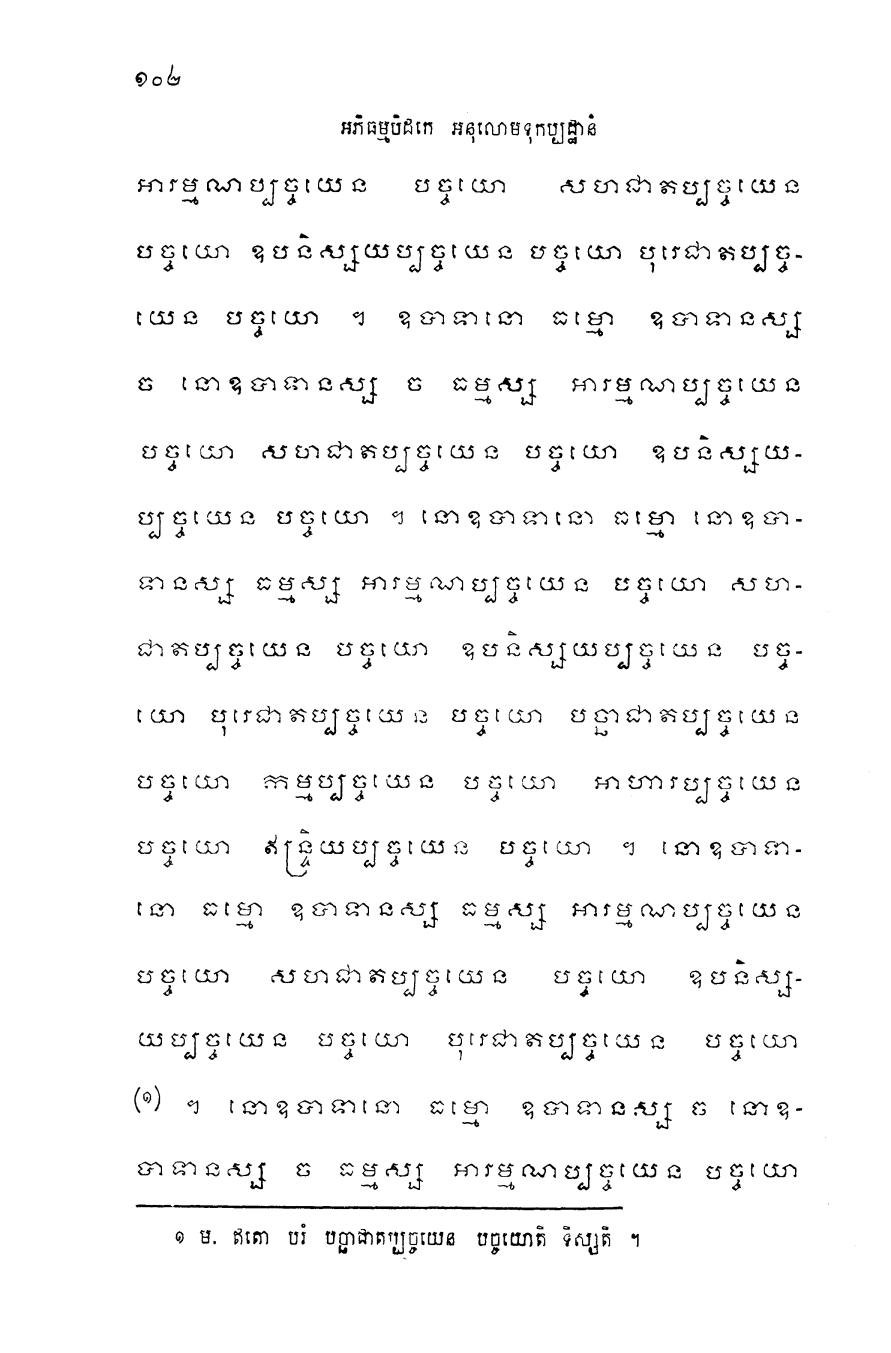 ១០៤
អភិធម្មបិដកេ អនុលោមទុកប្បដ្ឋានំ
អារម្មណប្បច្ចយេន បច្ចយោ សហជាតប្បច្ចយេន
បច្ចយោ ឧបនិស្សយប្បច្ចយេន បច្ចយោ បុរេជាតប្បច្ច-
យេន បច្ចយោ ។ ឧបាទានោ ធម្មោ ឧបាទានស្ស
ច នោឧបាទានស្ស ច ធម្មស្ស អារម្មណប្បច្ចយេន
បច្ចយោ សហជាតប្បច្ចយេន បច្ចយោ ឧបនិស្សយ-
ប្បច្ចយេន បច្ចយោ ។ នោឧបាទានោ ធម្មោ នោឧបា-
ទានស្ស ធម្មស្ស អារម្មណប្បច្ចយេន បច្ចយោ សហ-
ជាតប្បច្ចយេន បច្ចយោ ឧបនិស្សយប្បច្ចយេន បច្ច-
យោ បុរេជាតប្បច្ចយេន បច្ចយោ បច្ឆាជាតប្បច្ចយេន
បច្ចយោ កម្មប្បច្ចយេន បច្ចយោ អាហារប្បច្ចយេន
បច្ចយោ ឥន្ទ្រិយប្បច្ចយេន បច្ចយោ ។ នោឧបាទា-
នោ ធម្មោ ឧបាទានស្ស ធម្មស្ស អារម្មណប្បច្ចយេន
បច្ចយោ សហជាតប្បច្ចយេន បច្ចយោ ឧបនិស្ស-
យប្បច្ចយេន បច្ចយោ បុរេជាតប្បច្ចយេន បច្ចយោ
(១) ។ នោឧបាទានោ ធម្មោ ឧបាទានស្ស ច នោឧ-
បាទានស្ស ច ធម្មស្ស អារម្មណប្បច្ចយេន បច្ចយោ
១ ម. ឥតោ បរំ បច្ឆាជាតប្បច្ចយេន បច្ចយោតិ ទិស្សតិ ។